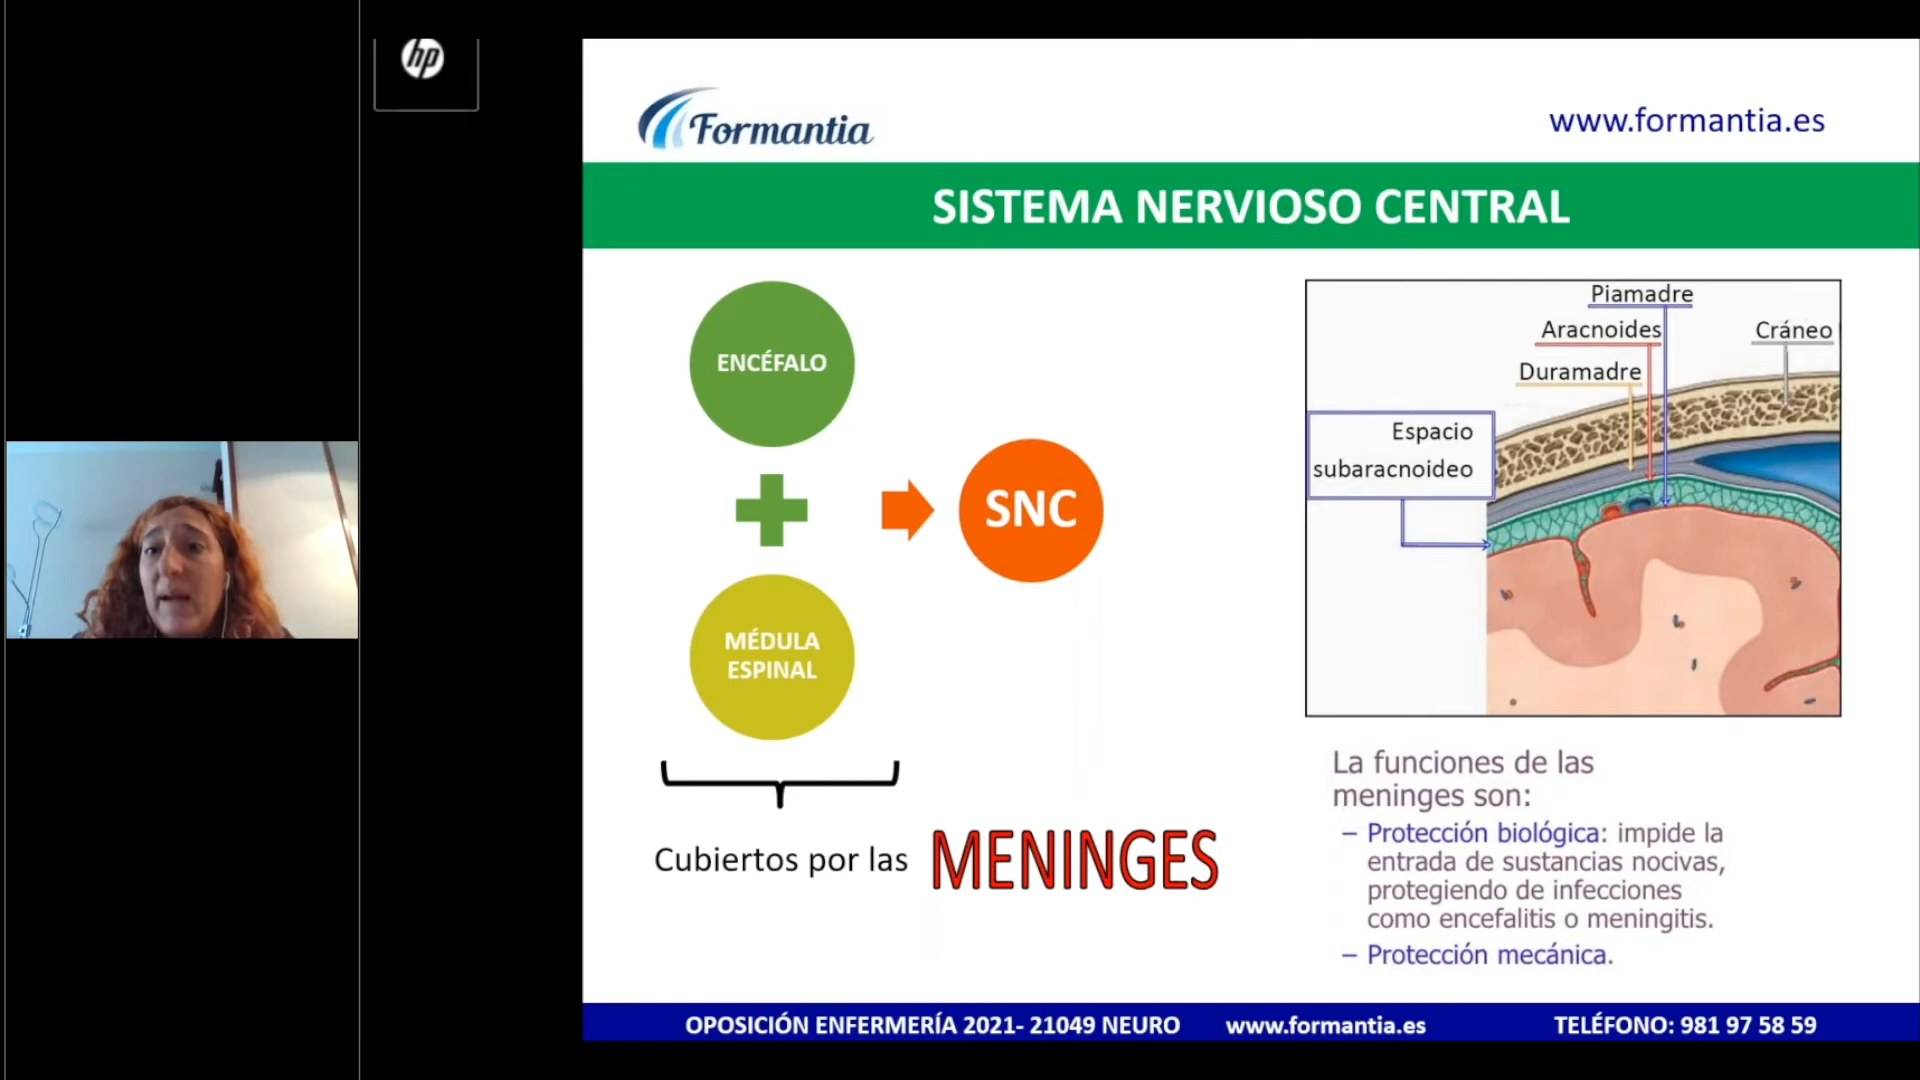 hp
Formantia
www.formantia.es
SISTEMA NERVIOSO CENTRAL
ENCÉFALO
MÉDULA
ESPINAL
SNC
Cubiertos por las MENINGES
Piamadre
Aracnoides
Cráneo
Duramadre
Espacio
subaracnoideo
La funciones de las
meninges son:
– Protección biológica: impide la
entrada de sustancias nocivas,
protegiendo de infecciones
como encefalitis o meningitis.
– Protección mecánica.
OPOSICIÓN ENFERMERÍA 2021- 21049 NEURO www.formantia.es TELÉFONO: 981 97 58 59